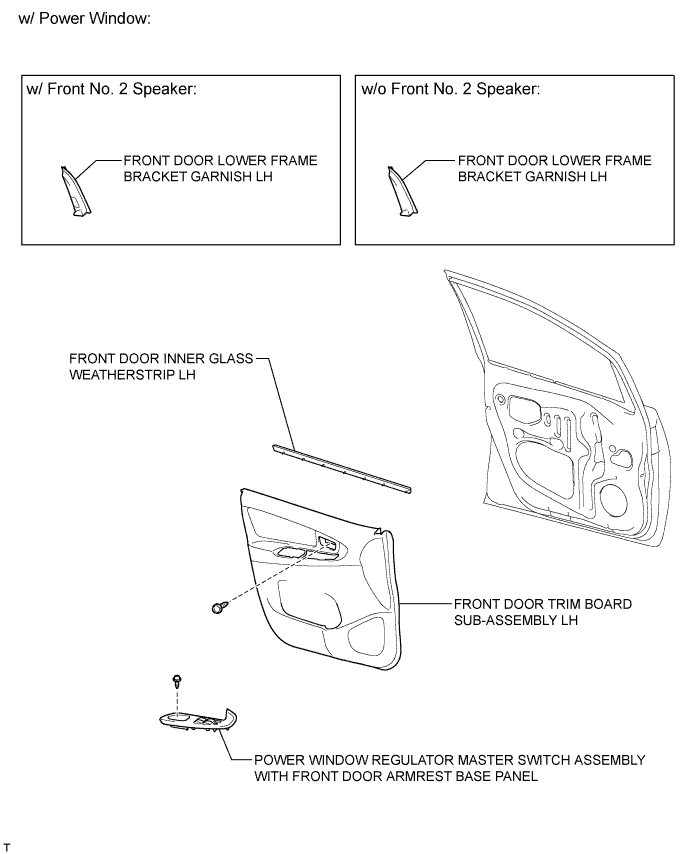 w/ Power Window:
w/ Front No. 2 Speaker:
FRONT DOOR LOWER FRAME
BRACKET GARNISH LH
w/o Front No. 2 Speaker:
FRONT DOOR LOWER FRAME
BRACKET GARNISH LH
FRONT DOOR INNER GLASS
WEATHERSTRIP LH
FRONT DOOR TRIM BOARD
SUB-ASSEMBLY LH
POWER WINDOW REGULATOR MASTER SWITCH ASSEMBLY
WITH FRONT DOOR ARMREST BASE PANEL
T